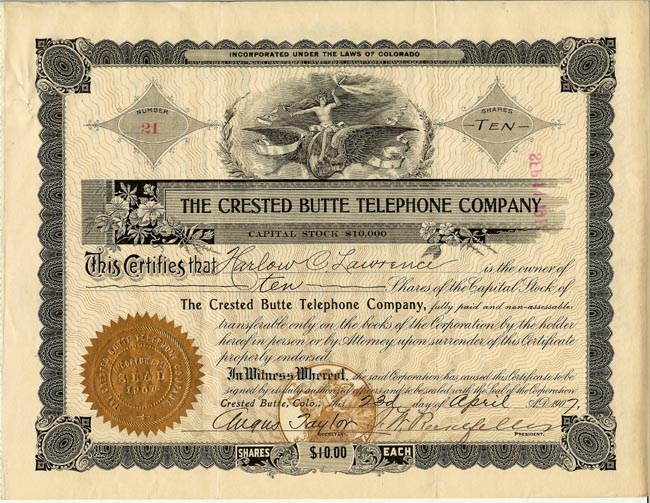 INCORPORATED UNDER THE LAWS OF COLORADO
NUMBER
21
SHARES
TEN
THE CRESTED BUTTE TELEPHONE COMPANY
CAPITAL STOCK $10,000
This Certifies that Harlow C Lawrence is the owner of
ten Shares of the Capital Stock of
The Crested Butte Telephone Company, fully paid and non-assessable
transferable only on the books of the Corporation by the holder
hereof in person or by Attorney upon surrender of this Certificate
properly endorsed
In Witness Whereof, the said Corporation has caused this Certificate to be
signed by its duly authorized officers and to be sealed with the Seal of the Corporation
Crested Butte, Colo., this 23d day of April A.D. 1907
Angus Taylor
SECRETARY.
PRESIDENT.
CRESTED BUTTE TELEPHONE COMPANY
SEAL
SHARES $10.00 EACH